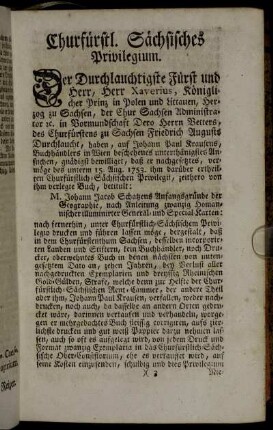 Churfürstl. Sächsisches
Privilegium.
Der Durchlauchtigste Fürst und
Herr, Herr Xaverius, Königli-
cher Prinz in Polen und Littauen, Her-
zog zu Sachsen, der Chur Sachsen Administra-
tor ꝛc. in Vormundschaft Dero Herrn Vetters,
des Churfürstens zu Sachsen Friedrich Augusts
Durchlaucht, haben, auf Johann Paul Krausens,
Buchhändlers in Wien beschehenes unterthänigstes An-
suchen, gnädigst bewilliget, daß er nachgesetztes, ver-
möge des unterm 15. Aug. 1753. ihm darüber ertheil-
ten Churfürstlich-Sächsischen Privilegii, zeithero von
ihm verlegte Buch, betitult:
M. Johann Jacob Schatzens Anfangsgründe der
Geographie, nach Anleitung zwanzig Homan-
nischer illuminirter General- und Special Karten:
noch fernerhin, unter Churfürstlich-Sächsischen Privi-
legio drucken und führen lassen möge, dergestalt, daß
in dem Churfürstenthum Sachsen, desselben incorporir-
ten Landen und Stiftern, kein Buchhändler, noch Dru-
cker, oberwehntes Buch in denen nächsten von unten-
gesetztem Dato an, zehen Jahren, bey Verlust aller
nachgedruckten Exemplarien und dreyßig Rheinischen
Gold-Gülden, Strafe, welche denn zur Helfte der Chur-
fürstlich-Sächsischen Rent-Cammer, der andere Theil
aber ihm, Johann Paul Krausen, verfallen, weder nach-
drucken, noch auch, da dasselbe an andern Orten gedru-
cket wäre, darinnen vertausen und verhandeln, worge-
gen er mehrgedachtes Buch fleißig corrigiren, aufs zier-
lichste drucken und gut weiß Pappier darzu nehmen las-
sen, auch so oft es aufgelegt wird, von jedem Druck und
Format zwanzig Exemplaria in das Churfürstlich-Säch-
sische Ober-Consistorium, ehe es vertauset wird, auf
seine Kosten einzusenden, schuldig und dies Privilegium
X 2